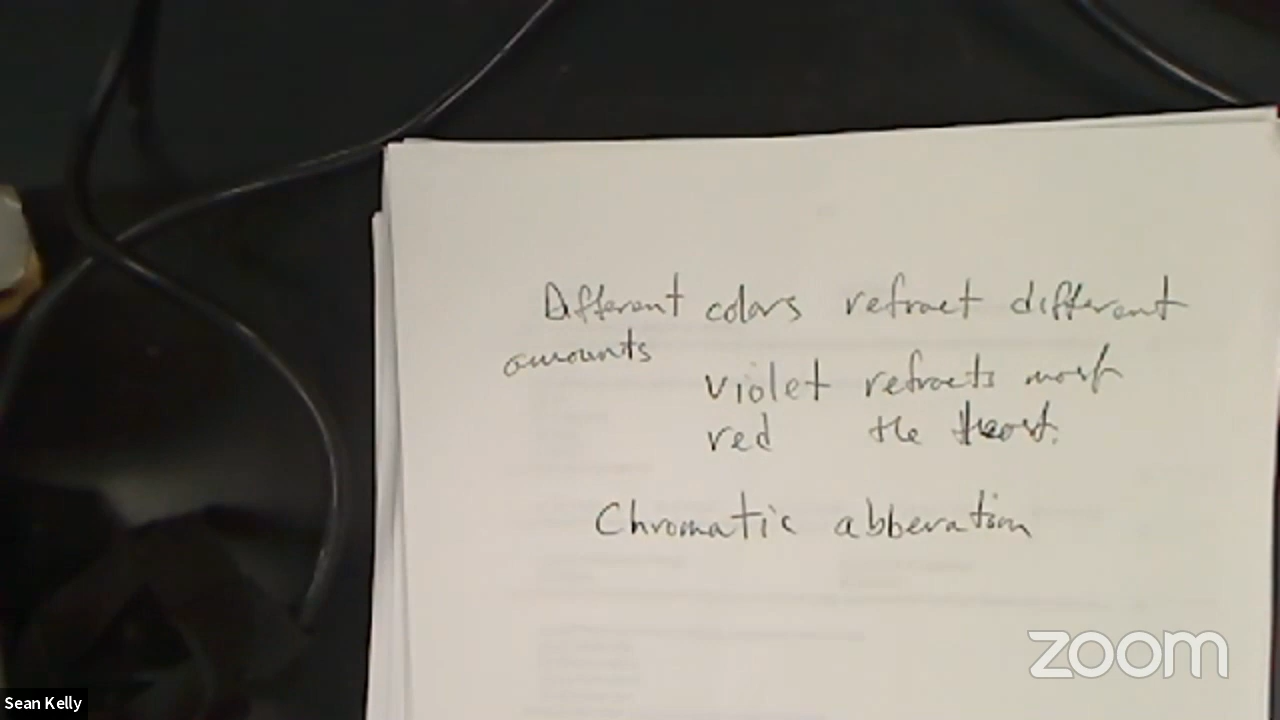 Different colors refract different
amounts
violet refracts most
red the least.
Chromatic abberation
zoom
Sean Kelly